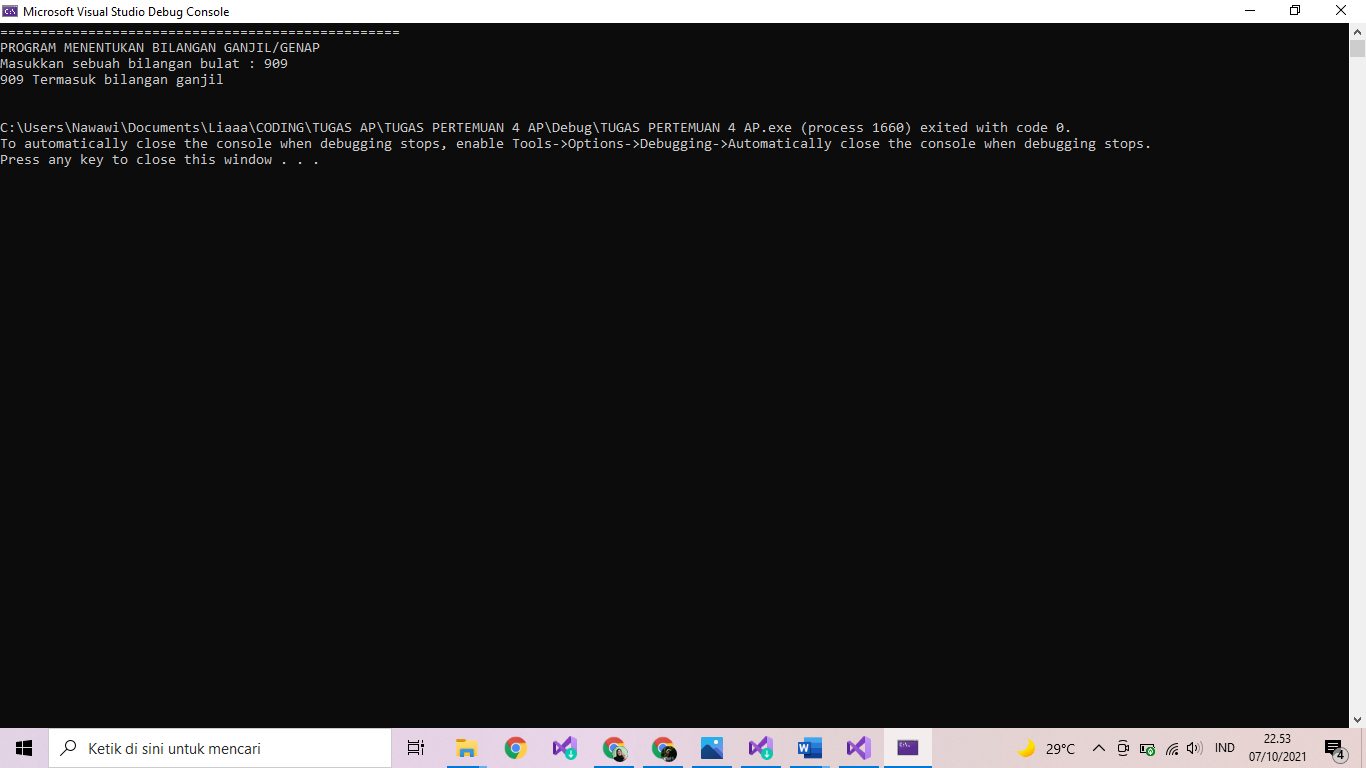 Microsoft Visual Studio Debug Console
==================================================
PROGRAM MENENTUKAN BILANGAN GANJIL/GENAP
Masukkan sebuah bilangan bulat : 909
909 Termasuk bilangan ganjil
C:\Users\Nawawi\Documents\Liaaa\CODING\TUGAS AP\TUGAS PERTEMUAN 4 AP\Debug\TUGAS PERTEMUAN 4 AP.exe (process 1660) exited with code 0.
To automatically close the console when debugging stops, enable Tools->Options->Debugging->Automatically close the console when debugging stops.
Press any key to close this window . . .
Ketik di sini untuk mencari
29°C
IND
22.53
07/10/2021
4